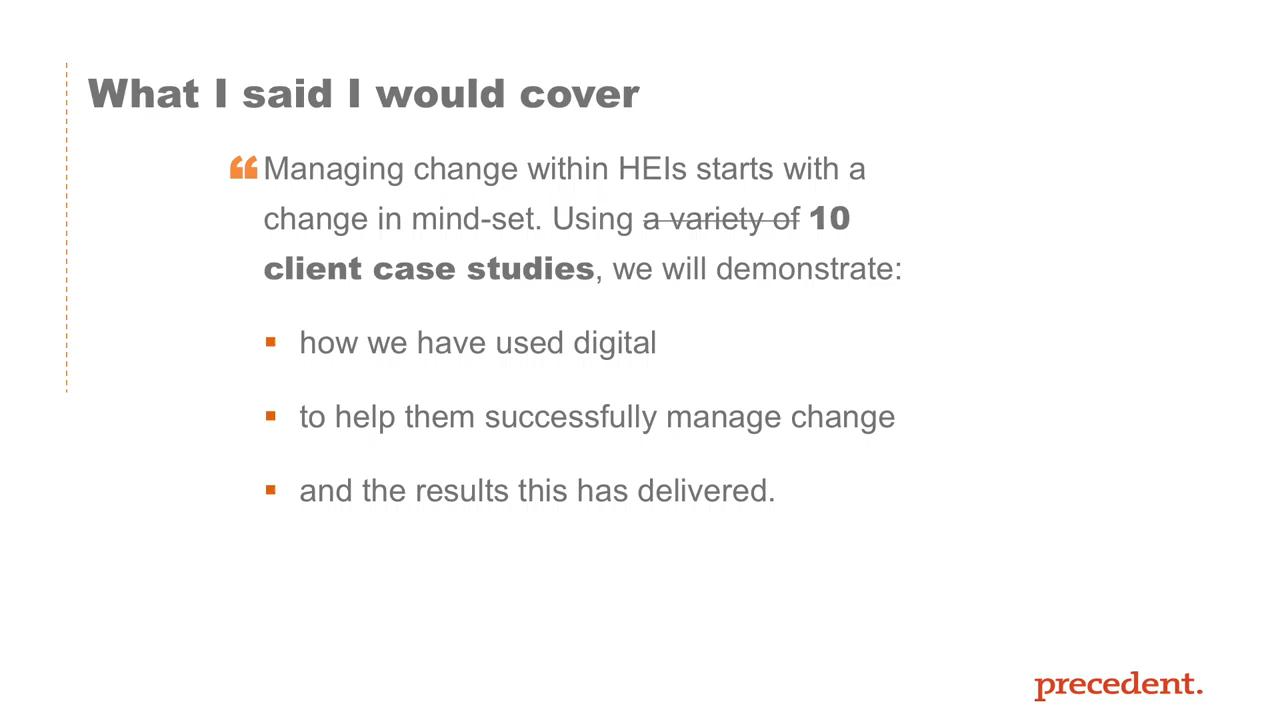 What I said I would cover
“Managing change within HEIs starts with a
change in mind-set. Using a variety of 10
client case studies, we will demonstrate:
▪ how we have used digital
▪ to help them successfully manage change
▪ and the results this has delivered.
precedent.